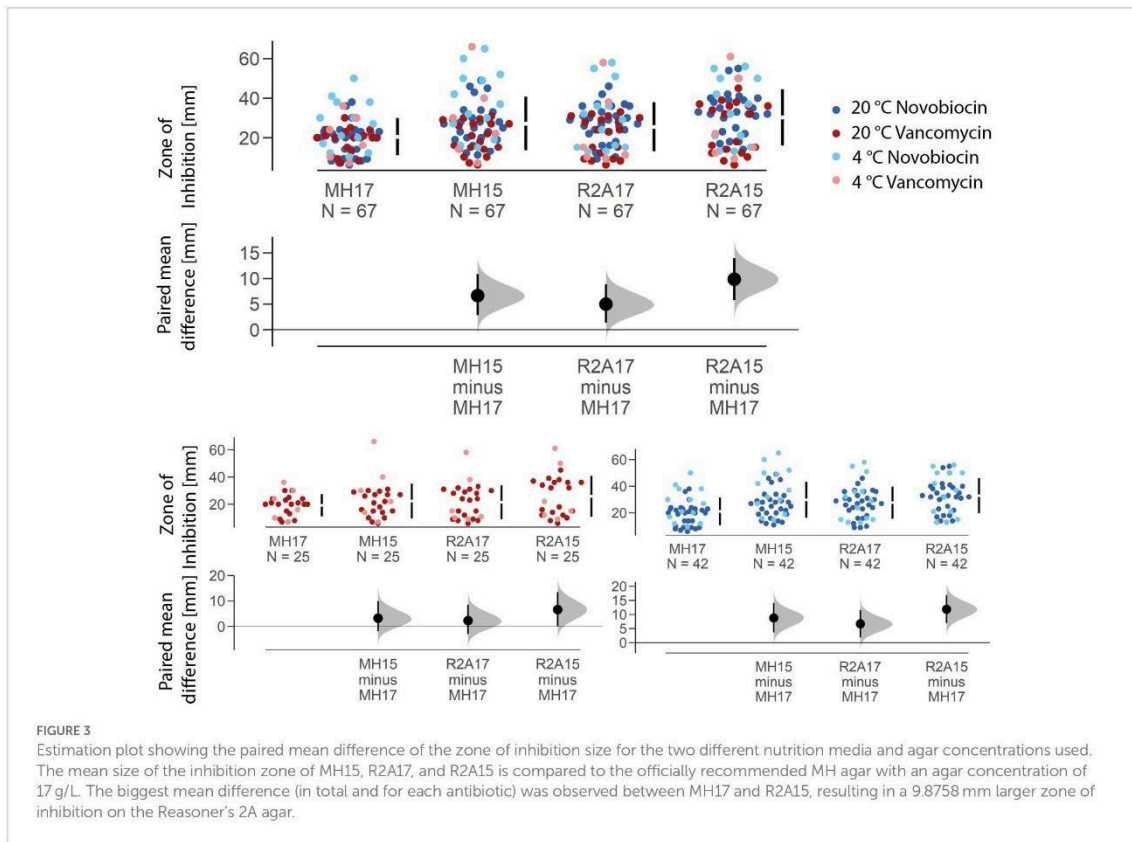 Zone of
Inhibition [mm]
60
40
20
MH17
N = 67
MH15
N = 67
R2A17
N = 67
R2A15
N = 67
20 °C Novobiocin
20 °C Vancomycin
4 °C Novobiocin
4 °C Vancomycin
Paired mean
difference [mm]
15
10
5
0
MH15
minus
MH17
R2A17
minus
MH17
R2A15
minus
MH17
Zone of
Inhibition [mm]
60
40
20
MH17
N = 25
MH15
N = 25
R2A17
N = 25
R2A15
N = 25
60
40
20
MH17
N = 42
MH15
N = 42
R2A17
N = 42
R2A15
N = 42
Paired mean
difference [mm]
20
10
0
MH15
minus
MH17
R2A17
minus
MH17
R2A15
minus
MH17
20
15
10
5
0
MH15
minus
MH17
R2A17
minus
MH17
R2A15
minus
MH17
FIGURE 3
Estimation plot showing the paired mean difference of the zone of inhibition size for the two different nutrition media and agar concentrations used.
The mean size of the inhibition zone of MH15, R2A17, and R2A15 is compared to the officially recommended MH agar with an agar concentration of
17 g/L. The biggest mean difference (in total and for each antibiotic) was observed between MH17 and R2A15, resulting in a 9.8758 mm larger zone of
inhibition on the Reasoner's 2A agar.